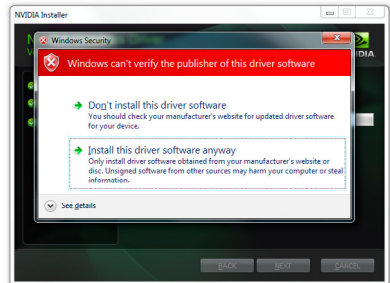 NVIDIA Installer
Windows Security
Windows can't verify the publisher of this driver software
Don't install this driver software
You should check your manufacturer's website for updated driver software
for your device.
Install this driver software anyway
Only install driver software obtained from your manufacturer's website or
disc. Unsigned software from other sources may harm your computer or steal
information.
See details
BACK NEXT CANCEL